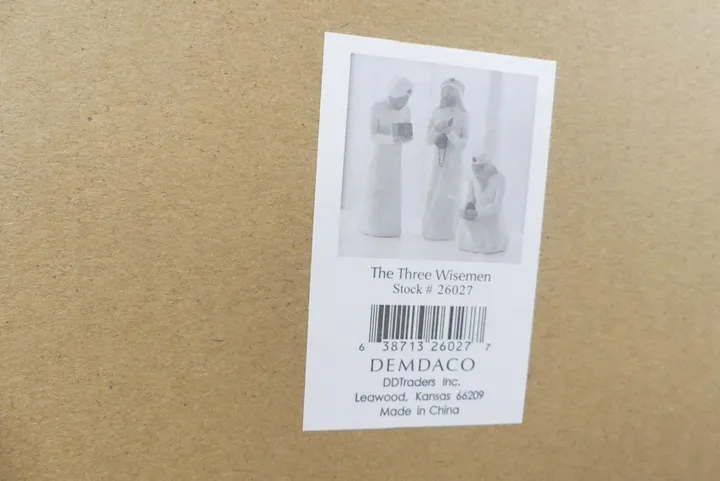 The Three Wisemen
Stock # 26027
6 38713 26027 7
DEMDACO
DDTraders Inc.
Leawood, Kansas 66209
Made in China